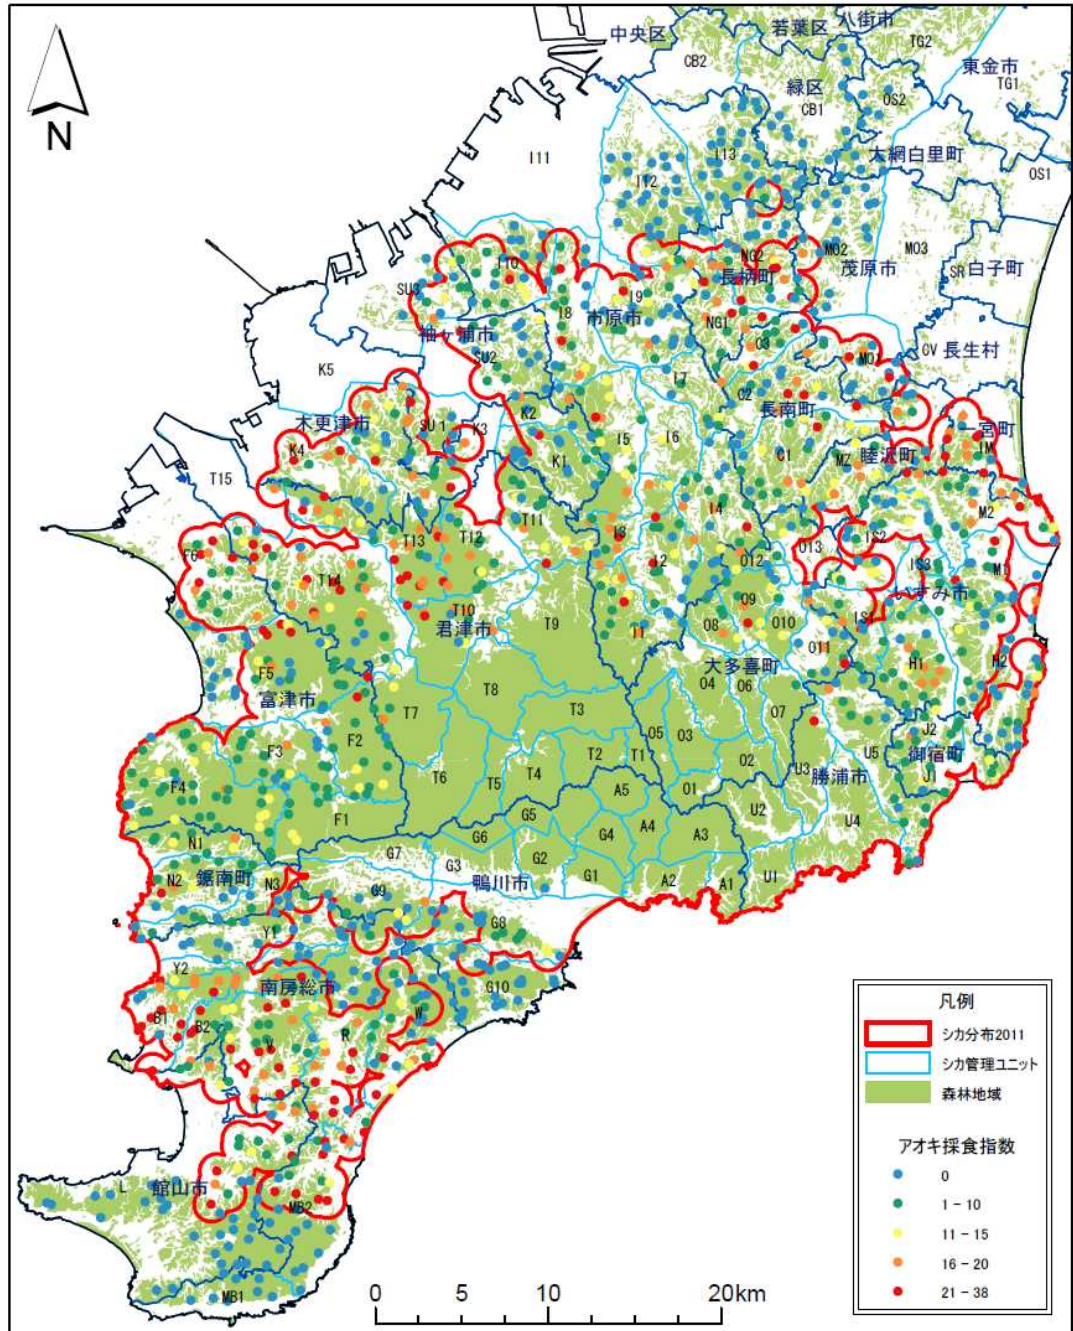 中央区
若葉区
八街市
TG2
CB2
東金市
TG1
緑区
CB1
OS2
大網白里町
OS1
I11
I13
I12
N
MO2
MO3
茂原市
SR 白子町
NG2
長柄町
I10
SU3
I9
I8
市原市
NG1
袖ヶ浦市
SU2
C3
MO1
CV 長生村
K5
I7
C2
長南町
木更津市
SU1
K3
K2
I5
I6
K4
K1
C1
MZ
睦沢町
一宮町
IM
T15
T11
I4
M2
T13
T12
I3
O13
IS2
F6
T14
I2
O12
IS3
M1
いすみ市
T10
君津市
T9
I1
O9
O8
O10
IS1
O11
大多喜町
H1
H2
F5
富津市
T8
O4
O6
O7
T7
T3
F2
F3
O5
O3
J2
御宿町
J1
U5
T2
T1
O2
U3
勝浦市
T6
T5
T4
F4
A5
O1
U2
U4
F1
G5
G6
G4
A4
A3
N1
G7
G3
G2
N2
鋸南町
N3
鴨川市
G1
A2
A1
U1
G9
G8
Y1
Y2
南房総市
G10
B1
B2
W
V
R
L
館山市
MB2
MB1
凡例
シカ分布2011
シカ管理ユニット
森林地域
アオキ採食指数
0
1 - 10
11 - 15
16 - 20
21 - 38
0 5 10 20km